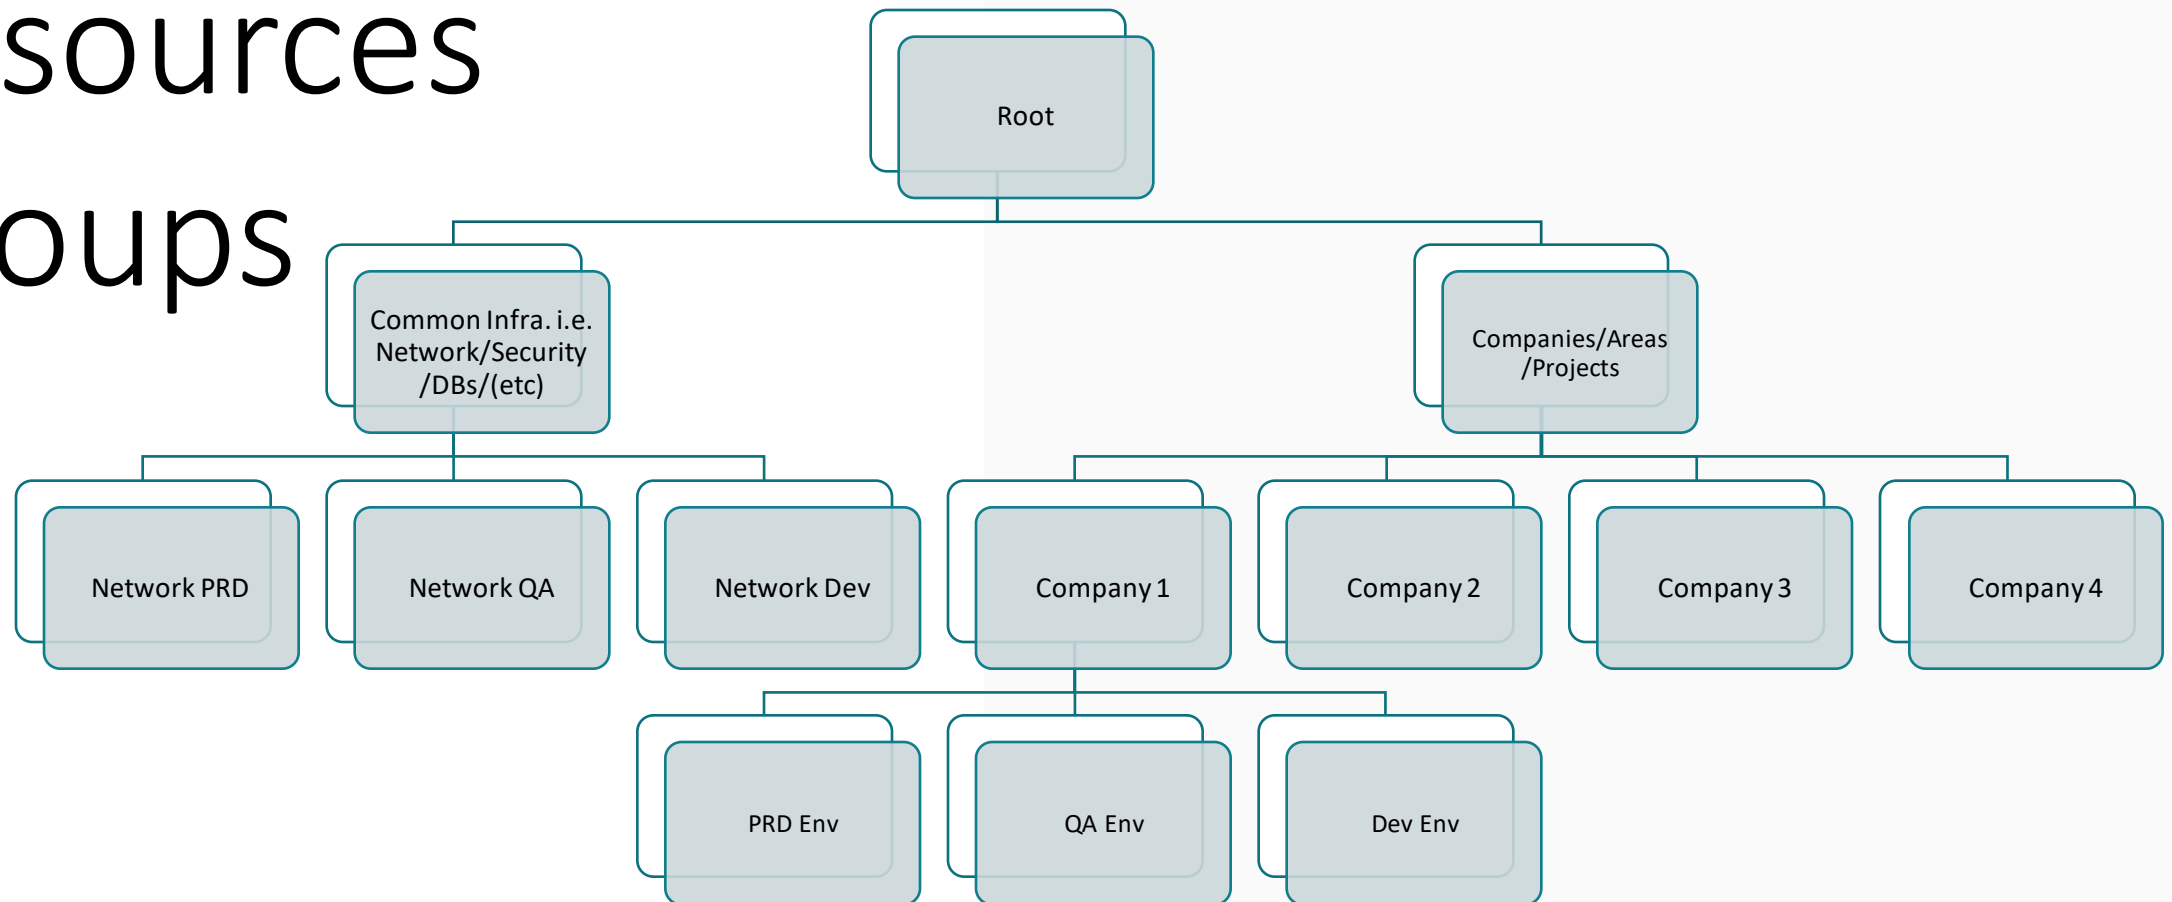 sources
oups
Root
Common Infra. i.e.
Network/Security
/DBs/(etc)
Companies/Areas
/Projects
Network PRD
Network QA
Network Dev
Company 1
Company 2
Company 3
Company 4
PRD Env
QA Env
Dev Env